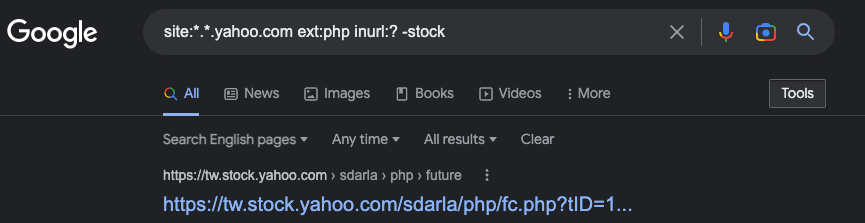 Google site:*.*.yahoo.com ext:php inurl:? -stock
All News Images Books Videos More Tools
Search English pages Any time All results Clear
https://tw.stock.yahoo.com › sdarla › php › future
https://tw.stock.yahoo.com/sdarla/php/fc.php?tID=1...